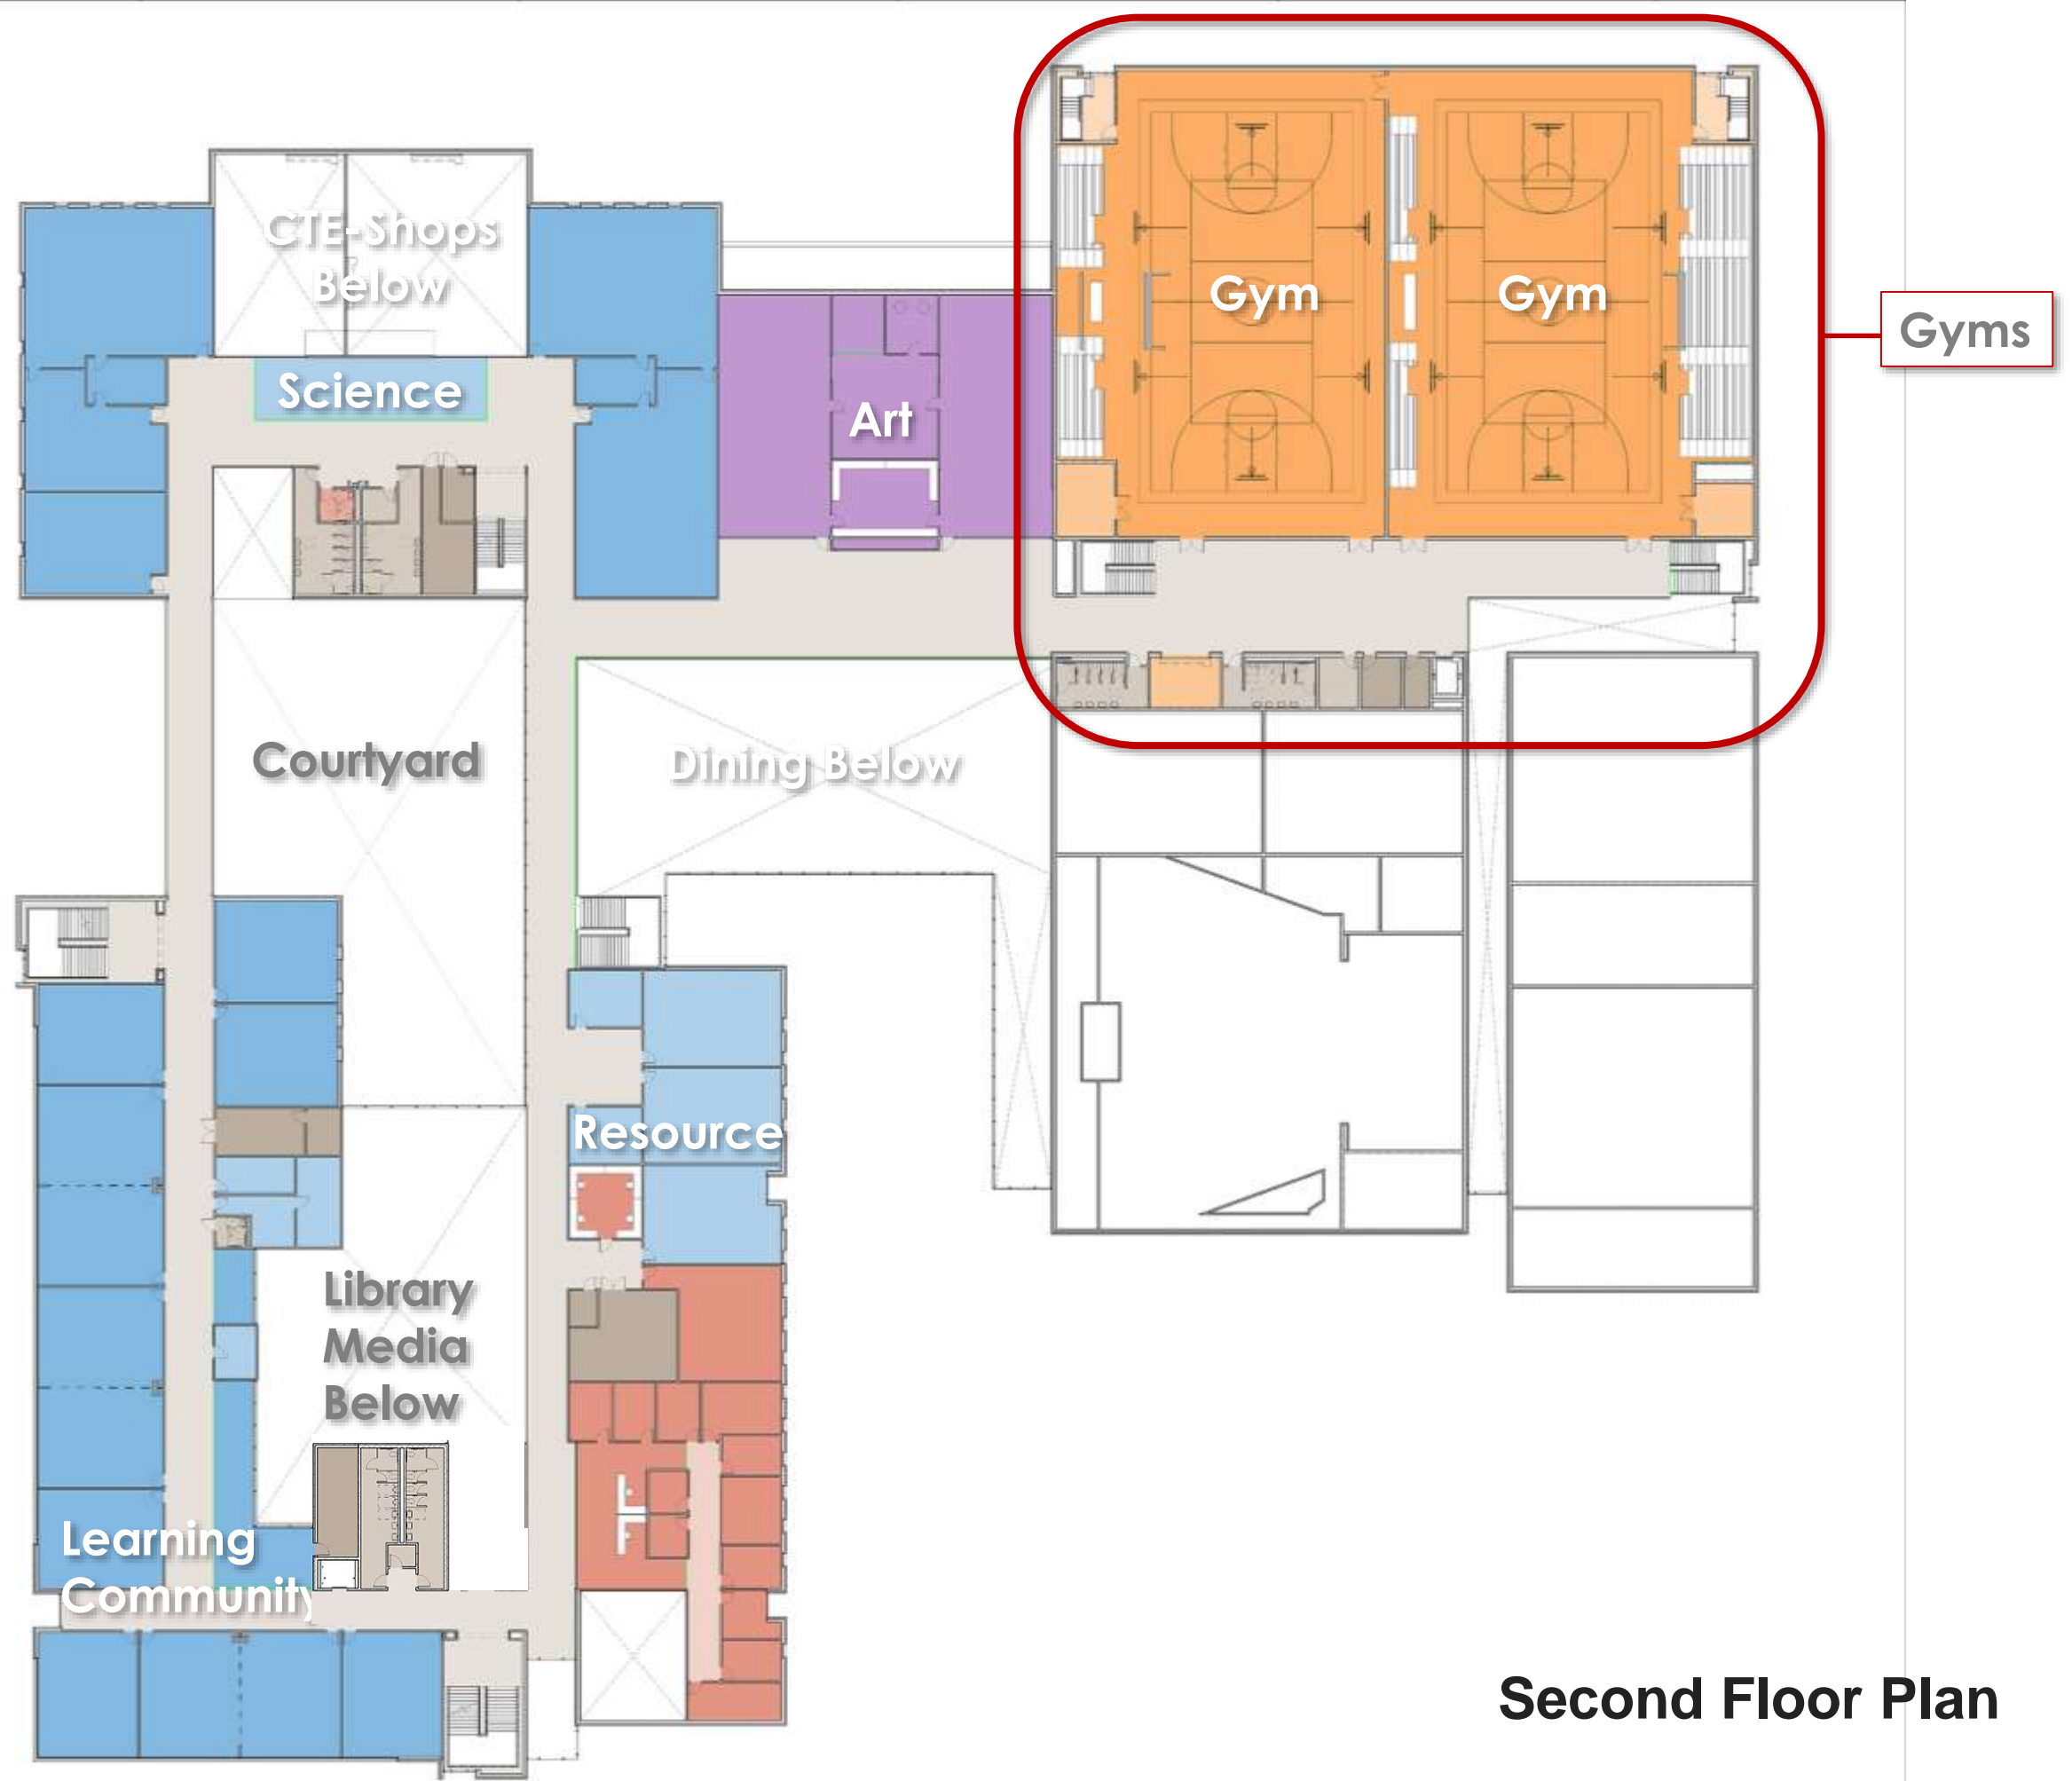 CTE-Shops
Below
Gym
Gym
Gyms
Science
Art
Courtyard
Dining Below
Resource
Library
Media
Below
Learning
Community
Second Floor Plan